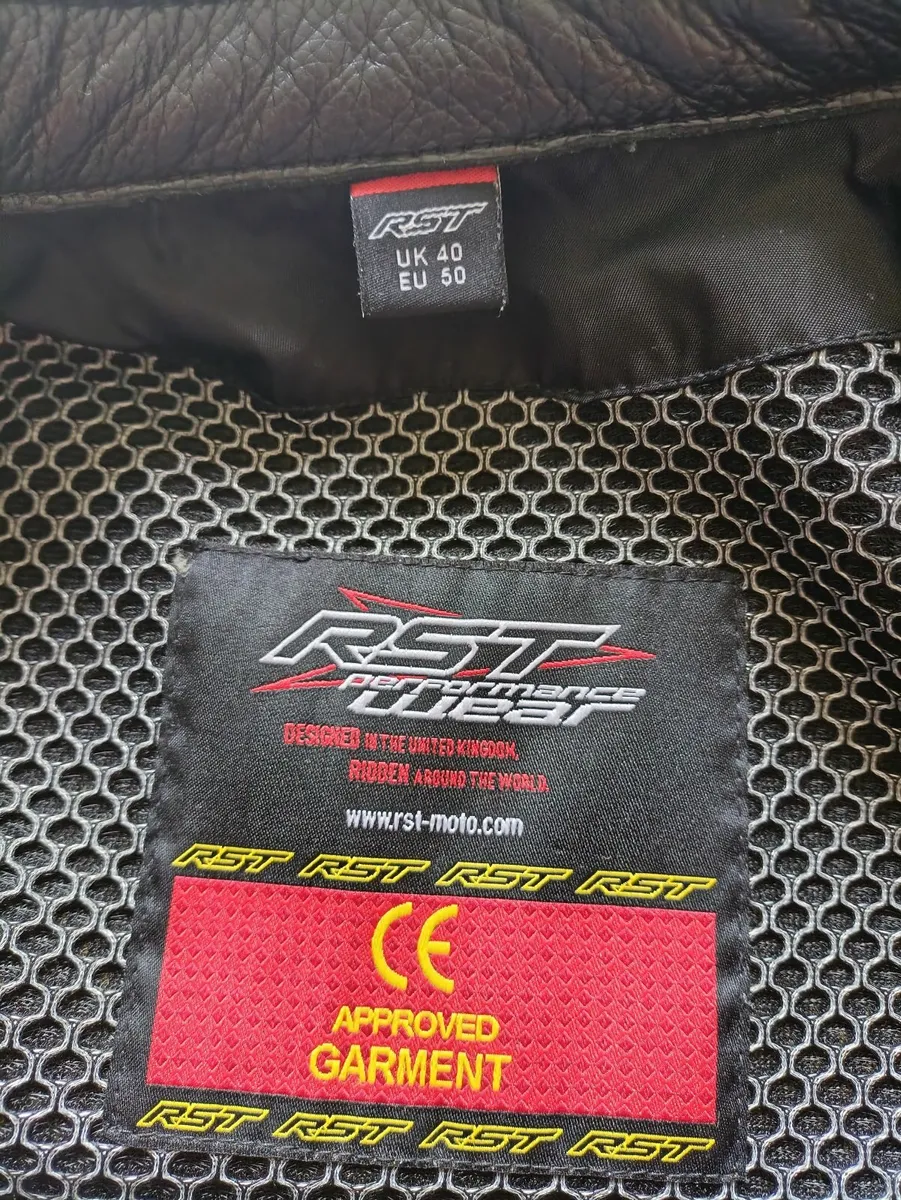 RST
UK 40
EU 50
RST
performance
wear
DESIGNED IN THE UNITED KINGDOM,
RIDDEN AROUND THE WORLD.
www.rst-moto.com
RST RST RST RST
CE
APPROVED
GARMENT
RST RST RST RST